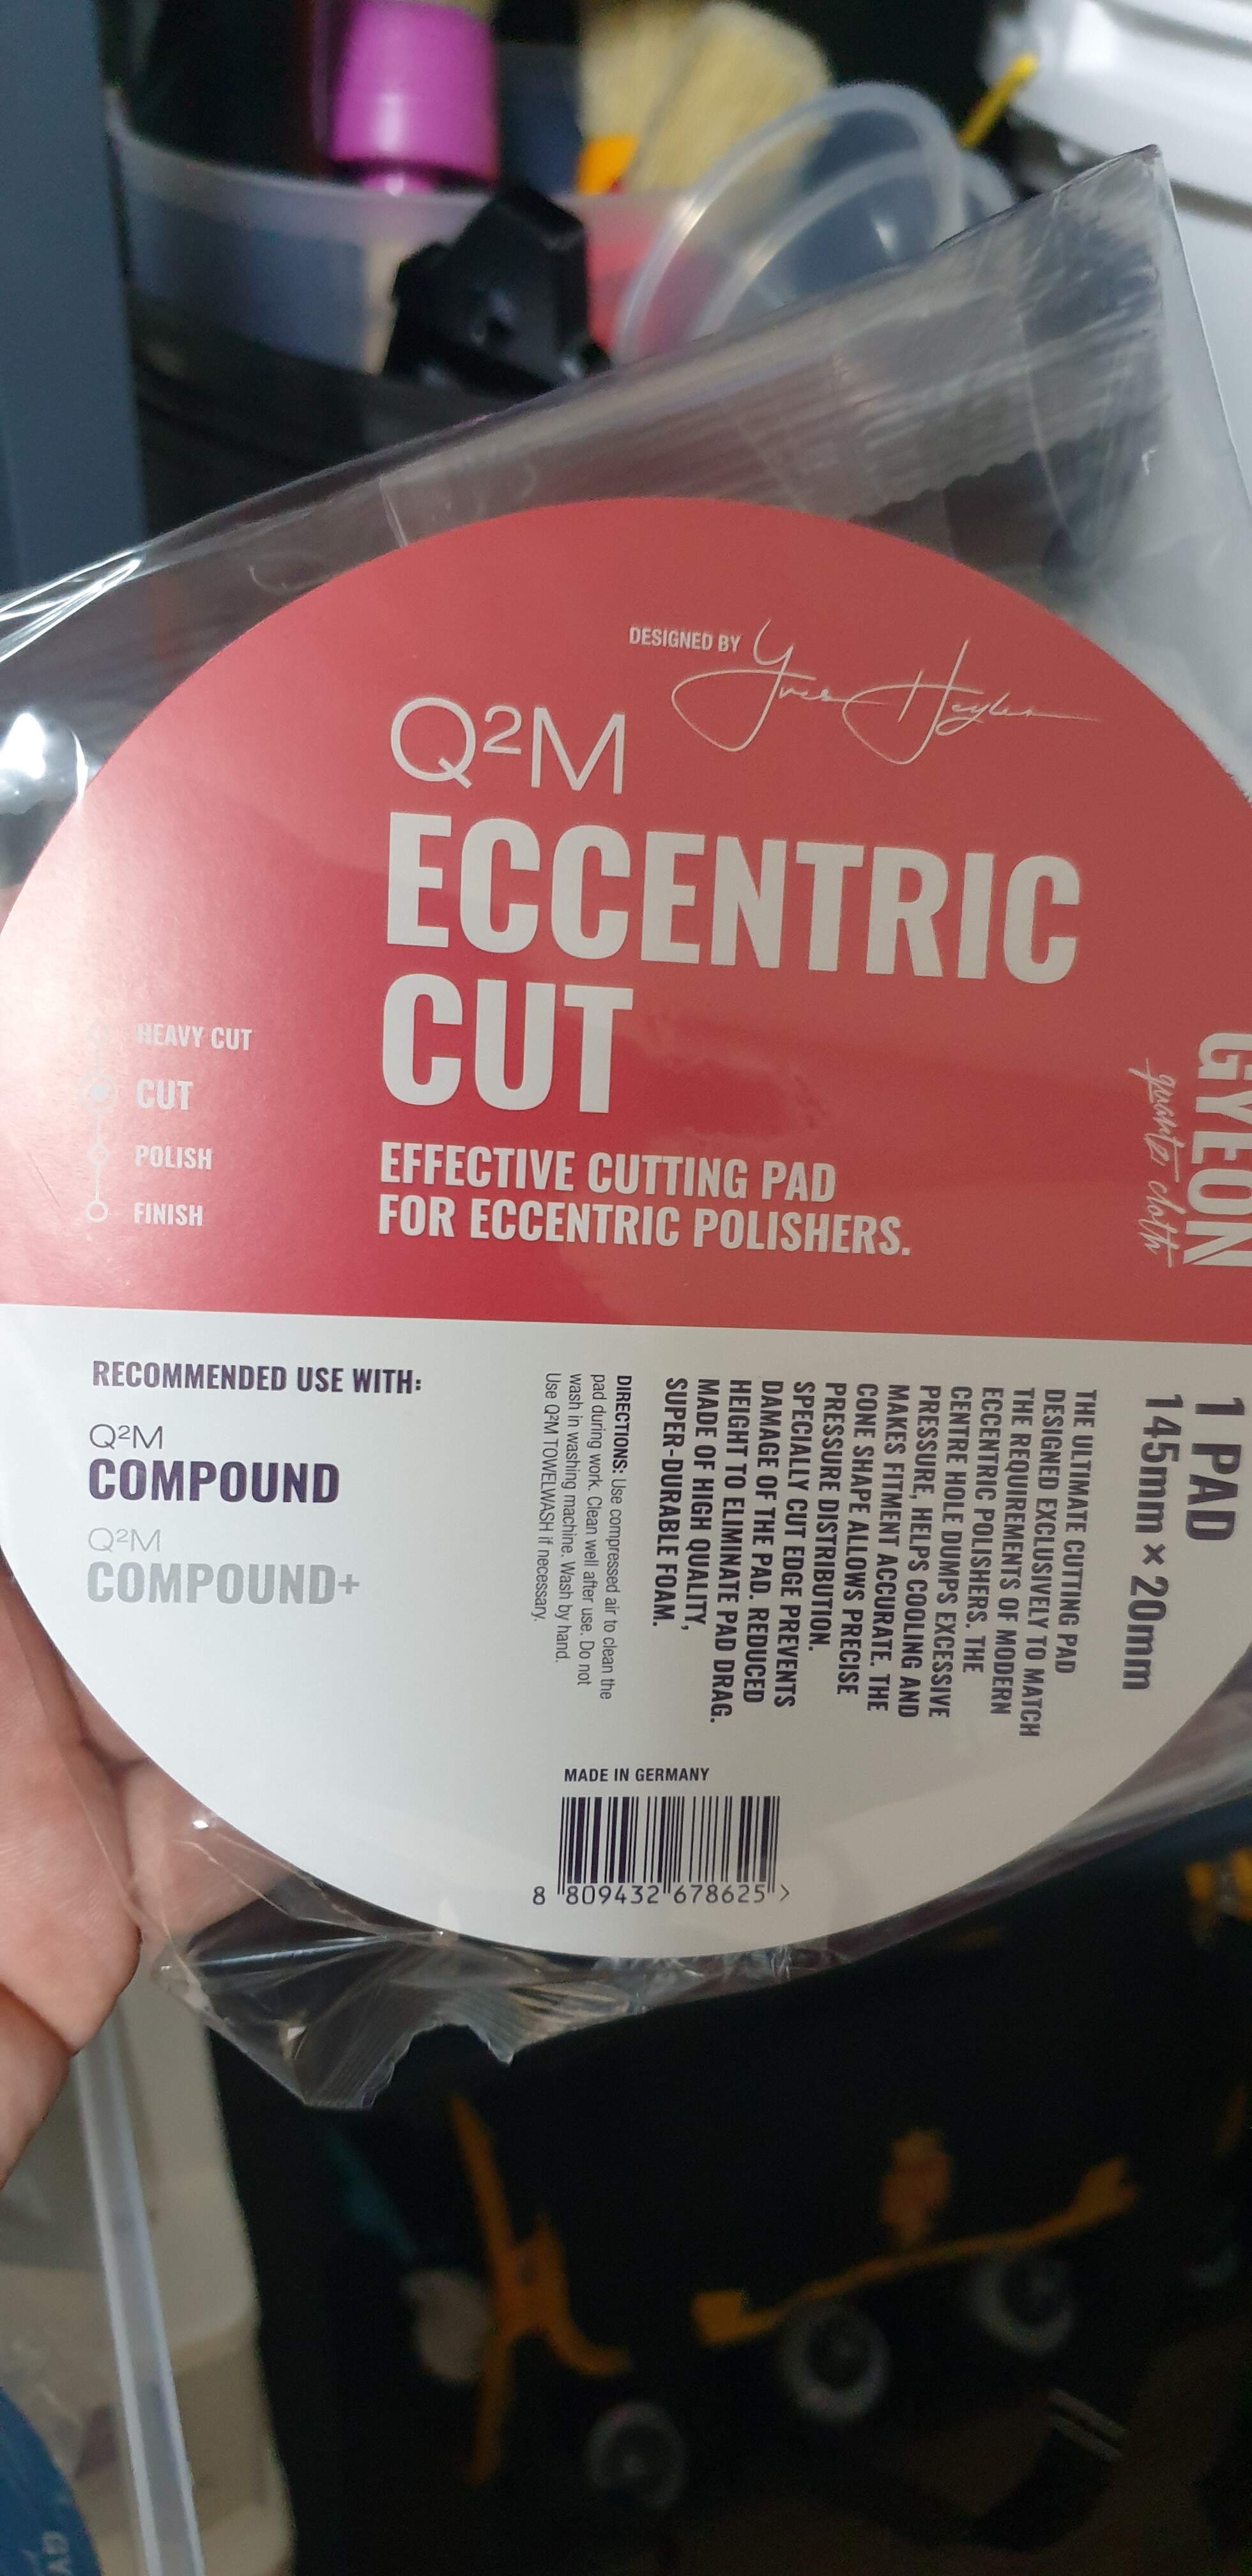 DESIGNED BY Yves Heylen
Q²M
ECCENTRIC
CUT
EFFECTIVE CUTTING PAD
FOR ECCENTRIC POLISHERS.
HEAVY CUT
CUT
POLISH
FINISH
GYEON
quartz cloth
RECOMMENDED USE WITH:
Q²M
COMPOUND
Q²M
COMPOUND+
1 PAD
145mm × 20mm
THE ULTIMATE CUTTING PAD
DESIGNED EXCLUSIVELY TO MATCH
THE REQUIREMENTS OF MODERN
ECCENTRIC POLISHERS. THE
CENTRE HOLE DUMPS EXCESSIVE
PRESSURE, HELPS COOLING AND
MAKES FITMENT ACCURATE. THE
CONE SHAPE ALLOWS PRECISE
PRESSURE DISTRIBUTION.
SPECIALLY CUT EDGE PREVENTS
DAMAGE OF THE PAD. REDUCED
HEIGHT TO ELIMINATE PAD DRAG.
MADE OF HIGH QUALITY,
SUPER-DURABLE FOAM.
DIRECTIONS: Use compressed air to clean the
pad during work. Clean well after use. Do not
wash in washing machine. Wash by hand.
Use Q²M TOWELWASH if necessary.
MADE IN GERMANY
8 809432 678625 >